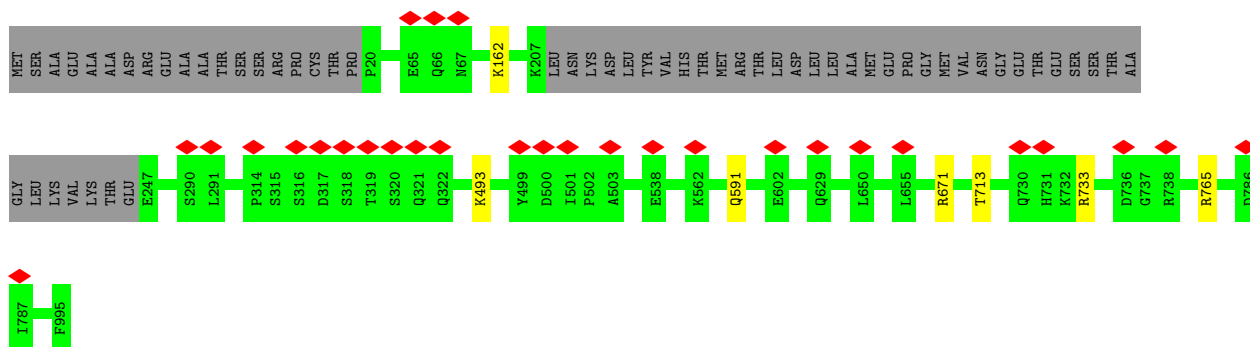 MET SER ALA GLU ALA ALA ASP ARG GLU ALA ALA THR SER SER ARG PRO CYS THR PRO P20 E65 Q66 N67 K162 K207 LEU ASN LYS ASP LEU TYR VAL HIS THR MET ARG THR LEU ASP LEU LEU ALA MET GLU PRO GLY MET VAL ASN GLY GLU THR GLU SER SER THR ALA
GLY LEU LYS VAL LYS THR GLU E247 S290 L291 P314 S315 S316 D317 S318 T319 S320 Q321 Q322 K493 Y499 D500 I501 P502 A503 E538 K562 Q591 E602 Q629 L650 L655 R671 T713 Q730 H731 K732 R733 D736 G737 R738 R765 D786
I787 F995